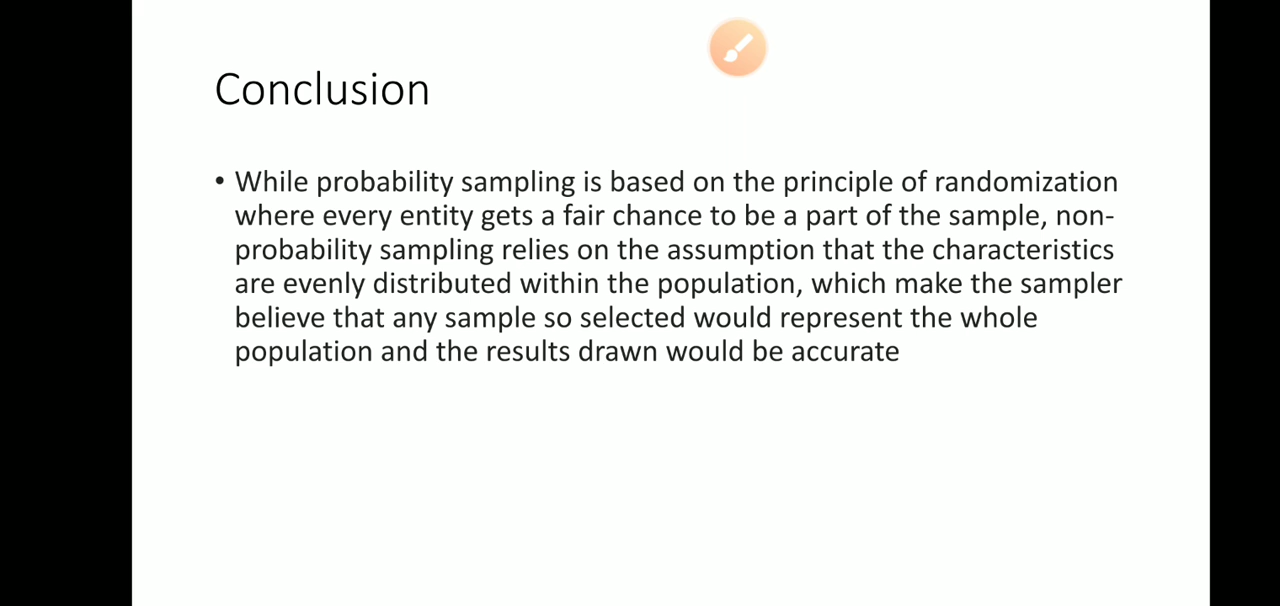 Conclusion
• While probability sampling is based on the principle of randomization
where every entity gets a fair chance to be a part of the sample, non-
probability sampling relies on the assumption that the characteristics
are evenly distributed within the population, which make the sampler
believe that any sample so selected would represent the whole
population and the results drawn would be accurate